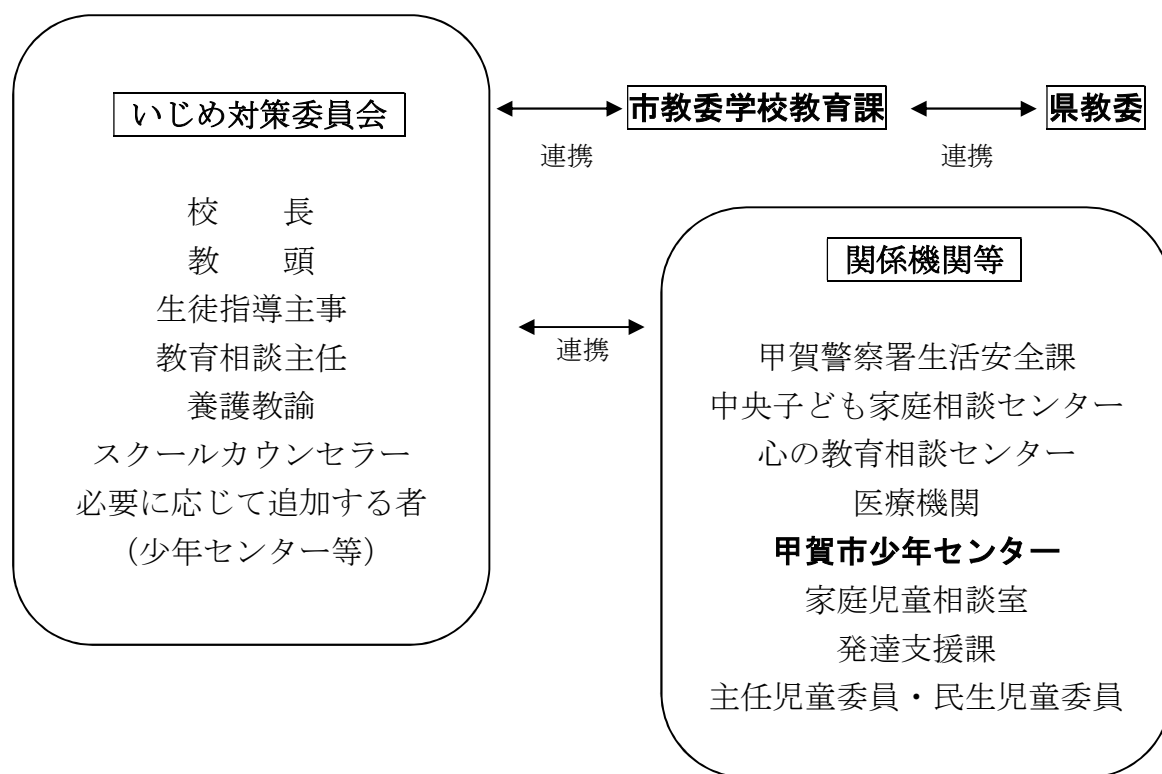 いじめ対策委員会
校　　長
教　　頭
生徒指導主事
教育相談主任
養護教諭
スクールカウンセラー
必要に応じて追加する者
（少年センター等）
連携
市教委学校教育課
連携
県教委
連携
関係機関等
甲賀警察署生活安全課
中央子ども家庭相談センター
心の教育相談センター
医療機関
甲賀市少年センター
家庭児童相談室
発達支援課
主任児童委員・民生児童委員